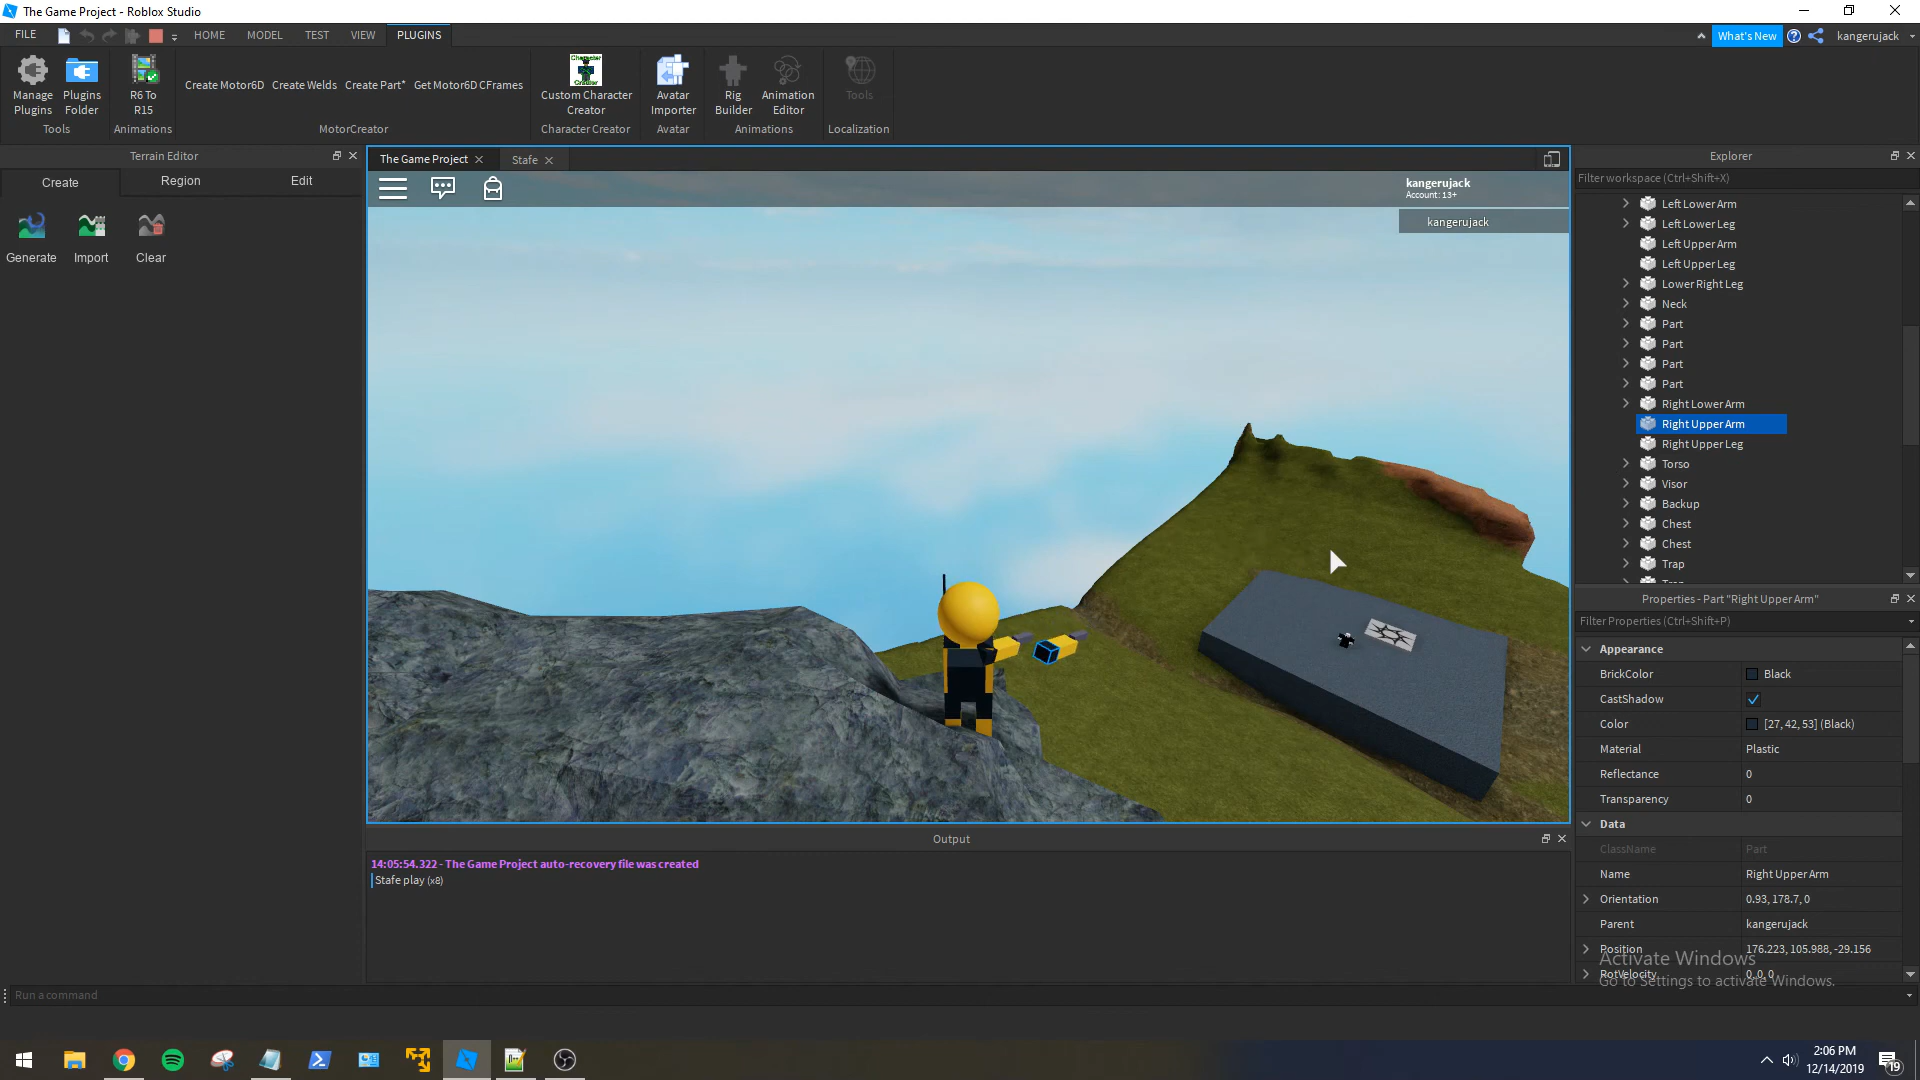 The Game Project - Roblox Studio
FILE
HOME
MODEL
TEST
VIEW
PLUGINS
What's New
kangerujack
Manage
Plugins
Plugins
Folder
Tools
R6 To
R15
Animations
Create Motor6D
Create Welds
Create Part*
Get Motor6D CFrames
MotorCreator
Character
Creator
Custom Character
Creator
Character Creator
Avatar
Importer
Avatar
Rig
Builder
Animation
Editor
Animations
Tools
Localization
Terrain Editor
Create
Region
Edit
Generate
Import
Clear
The Game Project
Stafe
kangerujack
Account: 13+
kangerujack
Explorer
Filter workspace (Ctrl+Shift+X)
Left Lower Arm
Left Lower Leg
Left Upper Arm
Left Upper Leg
Lower Right Leg
Neck
Part
Part
Part
Part
Right Lower Arm
Right Upper Arm
Right Upper Leg
Torso
Visor
Backup
Chest
Chest
Trap
Properties - Part "Right Upper Arm"
Filter Properties (Ctrl+Shift+P)
Appearance
BrickColor Black
CastShadow
Color [27, 42, 53] (Black)
Material Plastic
Reflectance 0
Transparency 0
Data
ClassName Part
Name Right Upper Arm
Orientation 0.93, 178.7, 0
Parent kangerujack
Position 176.223, 105.988, -29.156
RotVelocity 0, 0, 0
Activate Windows
Go to Settings to activate Windows.
Output
14:05:54.322 - The Game Project auto-recovery file was created
Stafe play (x8)
Run a command
2:06 PM
12/14/2019
19